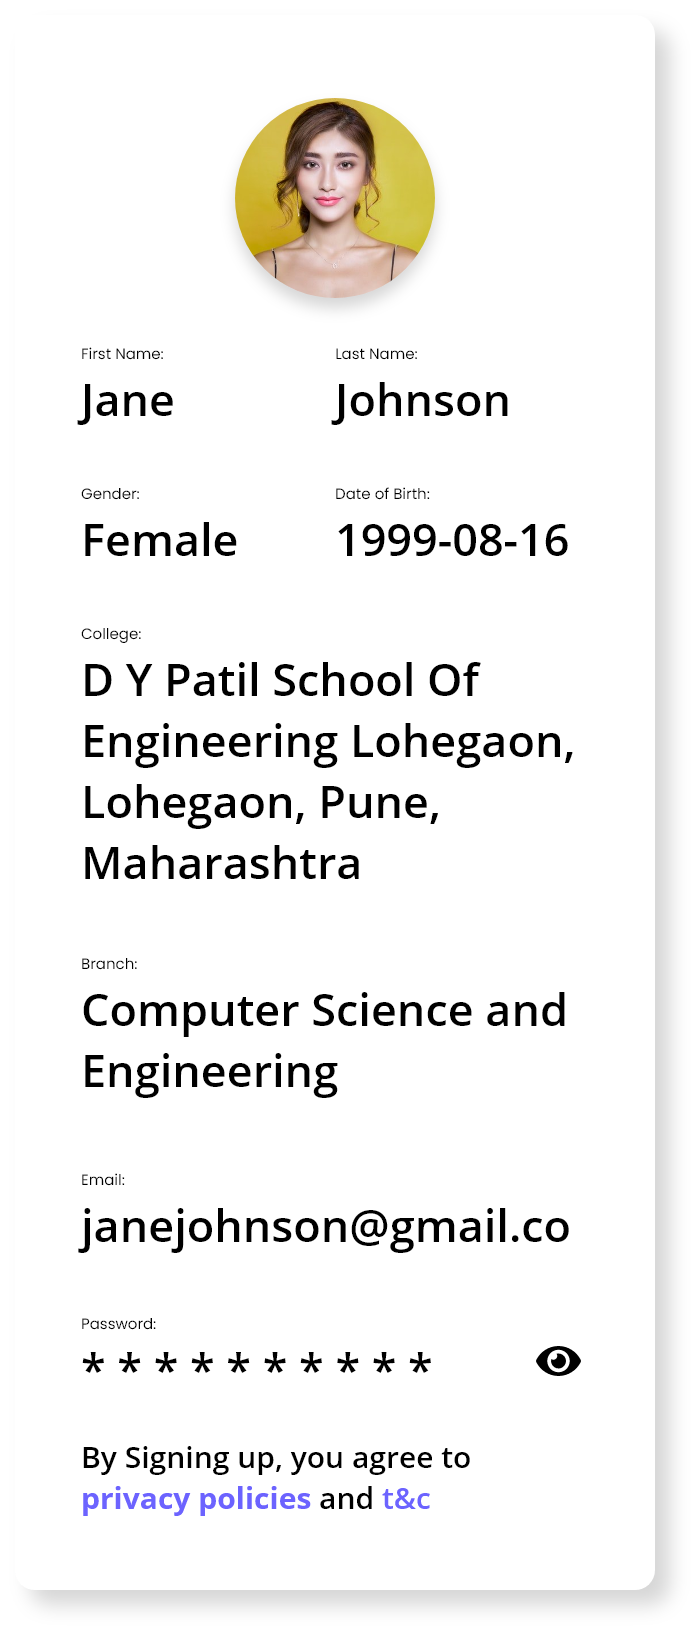 First Name:
Last Name:
Jane
Johnson
Gender:
Date of Birth:
Female
1999-08-16
College:
D Y Patil School Of
Engineering Lohegaon,
Lohegaon, Pune,
Maharashtra
Branch:
Computer Science and
Engineering
Email:
janejohnson@gmail.co
Password:
* * * * * * * * * *
By Signing up, you agree to
privacy policies and t&c